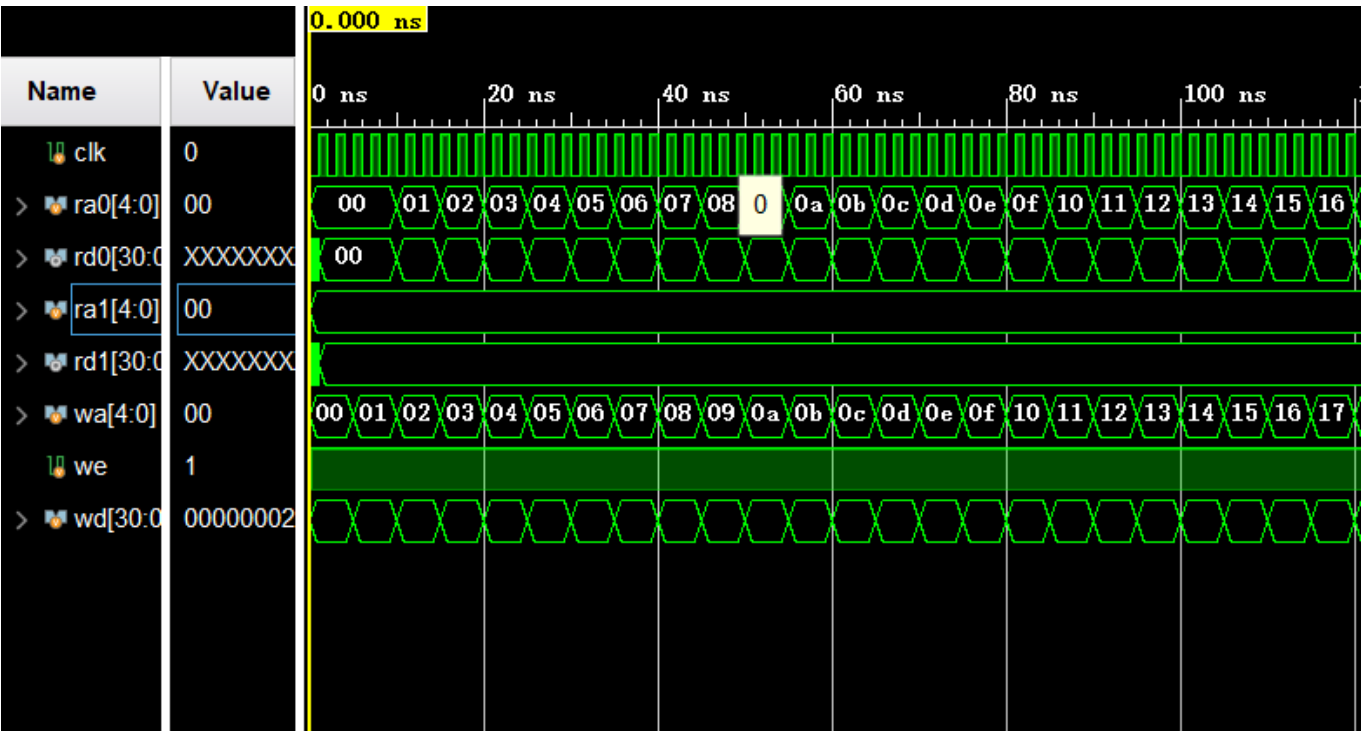 0.000 ns
Name Value 0 ns 20 ns 40 ns 60 ns 80 ns 100 ns
clk 0
ra0[4:0] 00 00 01 02 03 04 05 06 07 08 0 0a 0b 0c 0d 0e 0f 10 11 12 13 14 15 16
rd0[30:0 XXXXXXXX 00
ra1[4:0] 00
rd1[30:0 XXXXXXXX
wa[4:0] 00 00 01 02 03 04 05 06 07 08 09 0a 0b 0c 0d 0e 0f 10 11 12 13 14 15 16 17
we 1
wd[30:0 00000002